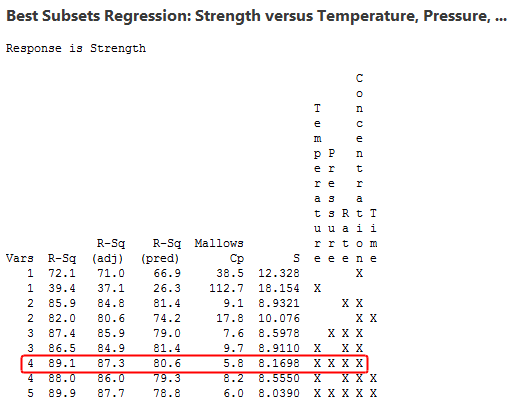 Best Subsets Regression: Strength versus Temperature, Pressure, ...
Response is Strength
Vars
R-Sq
R-Sq
(adj)
R-Sq
(pred)
Mallows
Cp
S
Temperature
Pressure
Rate
Concentration
Time
1 72.1 71.0 66.9 38.5 12.328 X
1 39.4 37.1 26.3 112.7 18.154 X
2 85.9 84.8 81.4 9.1 8.9321 X X
2 82.0 80.6 74.2 17.8 10.076 X X
3 87.4 85.9 79.0 7.6 8.5978 X X X
3 86.5 84.9 81.4 9.7 8.9110 X X X
4 89.1 87.3 80.6 5.8 8.1698 X X X X
4 88.0 86.0 79.3 8.2 8.5550 X X X X
5 89.9 87.7 78.8 6.0 8.0390 X X X X X